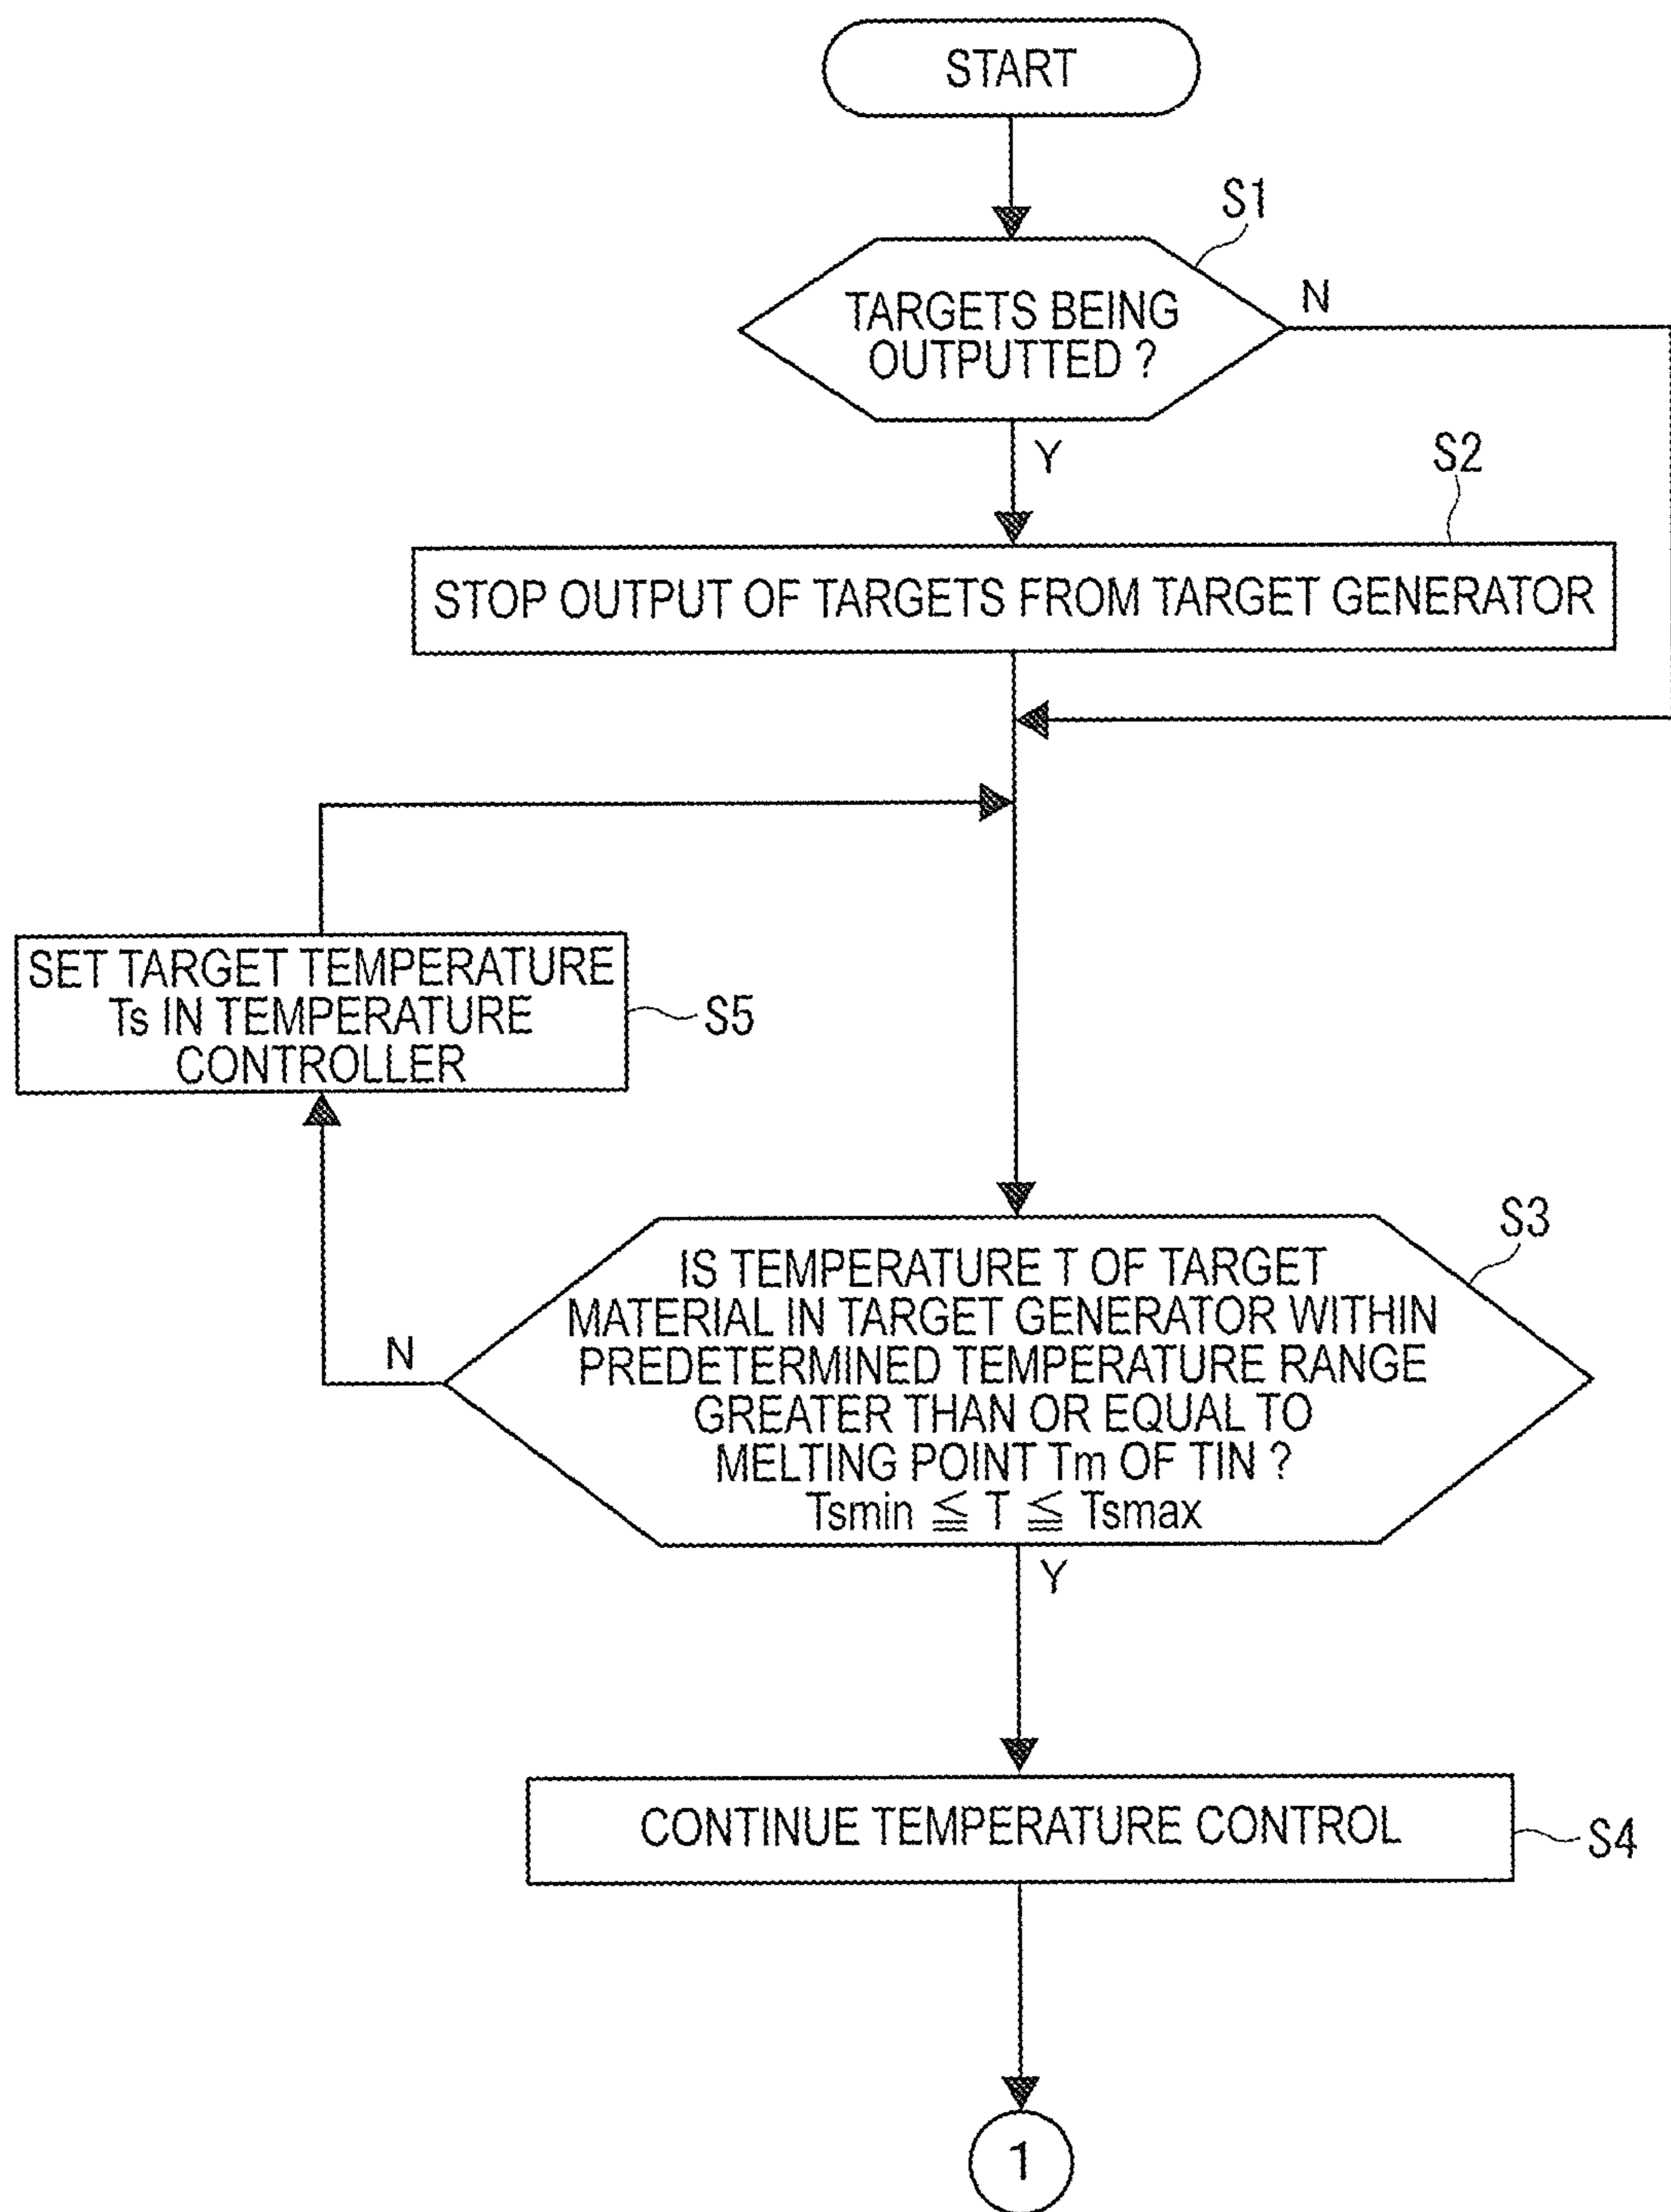 START
S1
TARGETS BEING
OUTPUTTED ?
N
Y
S2
STOP OUTPUT OF TARGETS FROM TARGET GENERATOR
SET TARGET TEMPERATURE
Ts IN TEMPERATURE
CONTROLLER
S5
S3
IS TEMPERATURE T OF TARGET
MATERIAL IN TARGET GENERATOR WITHIN
PREDETERMINED TEMPERATURE RANGE
GREATER THAN OR EQUAL TO
MELTING POINT Tm OF TIN ?
Tsmin ≦ T ≦ Tsmax
N
Y
CONTINUE TEMPERATURE CONTROL
S4
1